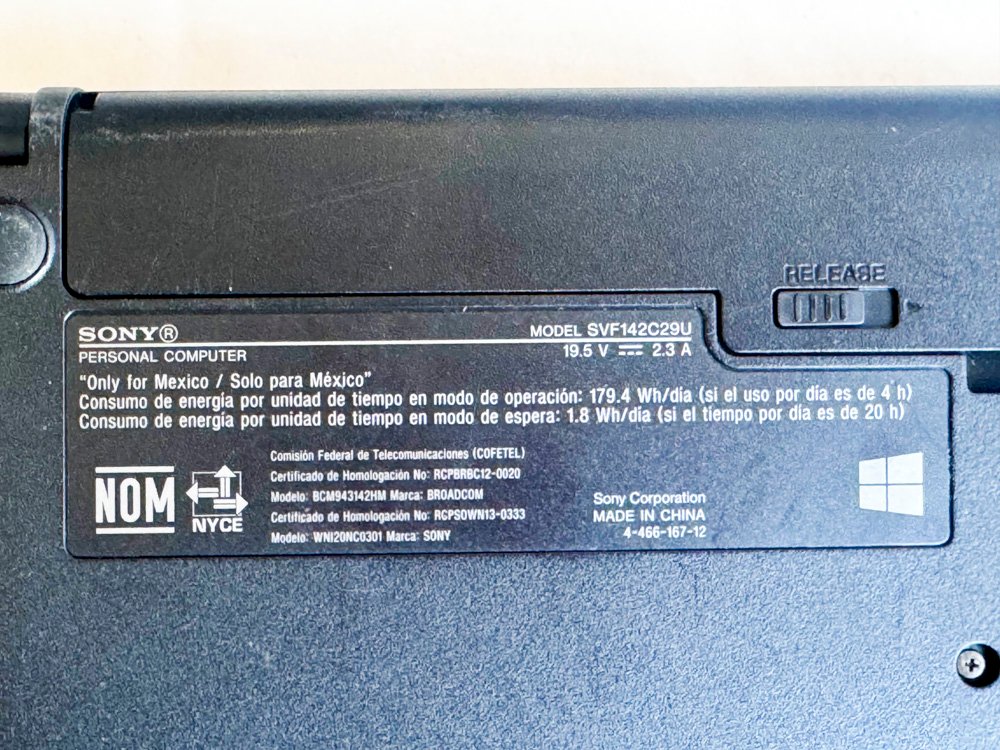 RELEASE
SONY®
MODEL SVF142C29U
PERSONAL COMPUTER
19.5 V ⎓ 2.3 A
"Only for Mexico / Solo para México"
Consumo de energía por unidad de tiempo en modo de operación: 179.4 Wh/día (si el uso por día es de 4 h)
Consumo de energía por unidad de tiempo en modo de espera: 1.8 Wh/día (si el tiempo por día es de 20 h)
NOM
NYCE
Comisión Federal de Telecomunicaciones (COFETEL)
Certificado de Homologación No: RCPBRBC12-0020
Modelo: BCM943142HM Marca: BROADCOM
Certificado de Homologación No: RCPSOWN13-0333
Modelo: WNI20NC0301 Marca: SONY
Sony Corporation
MADE IN CHINA
4-466-167-12